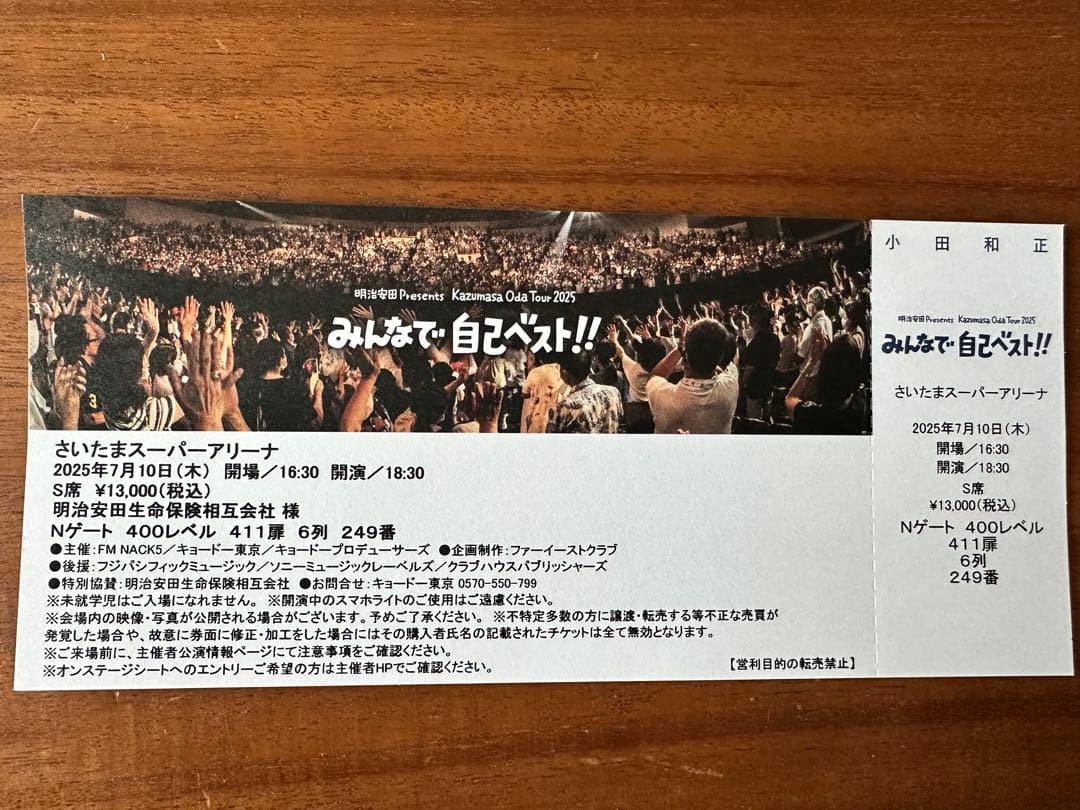 明治安田 Presents Kazumasa Oda Tour 2025
みんなで 自己ベスト!!
さいたまスーパーアリーナ
2025年7月10日(木) 開場/16:30 開演/18:30
S席 ¥13,000(税込)
明治安田生命保険相互会社 様
Nゲート 400レベル 411扉 6列 249番
●主催:FM NACK5/キョードー東京/キョードープロデューサーズ ●企画制作:ファーイーストクラブ
●後援:フジパシフィックミュージック/ソニーミュージックレーベルズ/クラブハウスパブリッシャーズ
●特別協賛:明治安田生命保険相互会社 ●お問合せ:キョードー東京 0570-550-799
※未就学児はご入場になれません。 ※開演中のスマホライトのご使用はご遠慮ください。
※会場内の映像・写真が公開される場合がございます。予めご了承ください。 ※不特定多数の方に譲渡・転売する等不正な売買が
発覚した場合や、故意に券面に修正・加工をした場合にはその購入者氏名の記載されたチケットは全て無効となります。
※ご来場前に、主催者公演情報ページにて注意事項をご確認ください。
※オンステージシートへのエントリーご希望の方は主催者HPでご確認ください。
【営利目的の転売禁止】
小田和正
明治安田 Presents Kazumasa Oda Tour 2025
みんなで 自己ベスト!!
さいたまスーパーアリーナ
2025年7月10日(木)
開場/16:30
開演/18:30
S席
¥13,000(税込)
Nゲート 400レベル
411扉
6列
249番